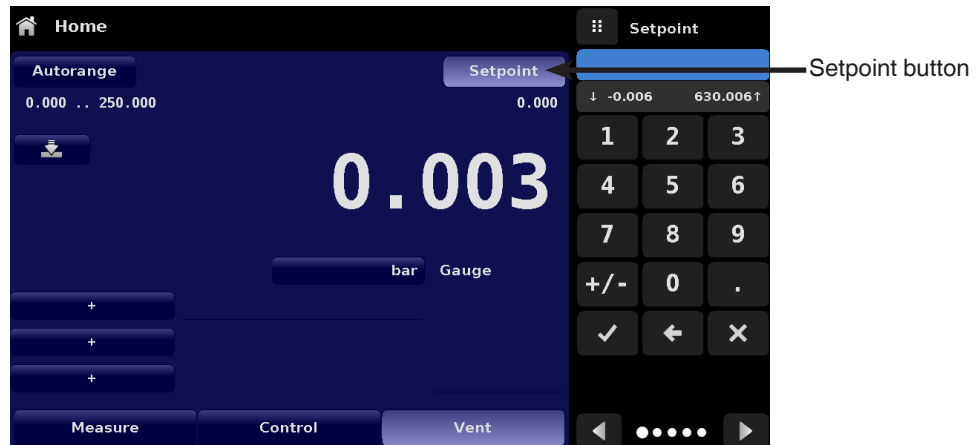 Home
Setpoint
Autorange
Setpoint
Setpoint button
0.000 .. 250.000
0.000
↓ -0.006 630.006↑
0.003
bar Gauge
1 2 3
4 5 6
7 8 9
+/- 0 .
+
+
+
Measure Control Vent